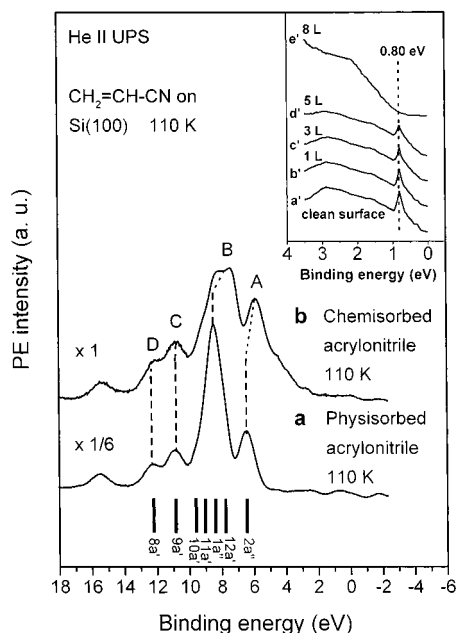 He II UPS
CH₂=CH-CN on
Si(100) 110 K
e' 8 L
0.80 eV
d' 5 L
c' 3 L
b' 1 L
a'
clean surface
4 3 2 1 0
Binding energy (eV)
PE intensity (a. u.)
D C B A
x 1
b Chemisorbed
acrylonitrile
110 K
x 1/6
a Physisorbed
acrylonitrile
110 K
8a'
9a'
10a'
11a'
1a"
12a'
2a"
18 16 14 12 10 8 6 4 2 0 -2
Binding energy (eV)